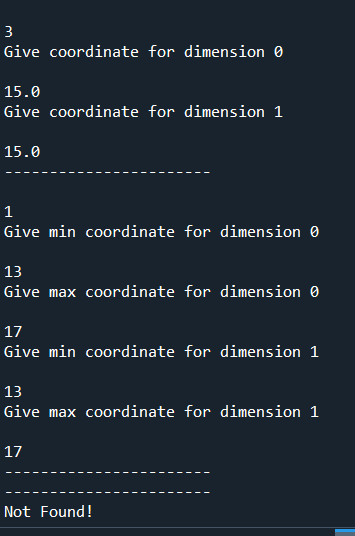 3
Give coordinate for dimension 0
15.0
Give coordinate for dimension 1
15.0
-----------------------
1
Give min coordinate for dimension 0
13
Give max coordinate for dimension 0
17
Give min coordinate for dimension 1
13
Give max coordinate for dimension 1
17
-----------------------
-----------------------
Not Found!